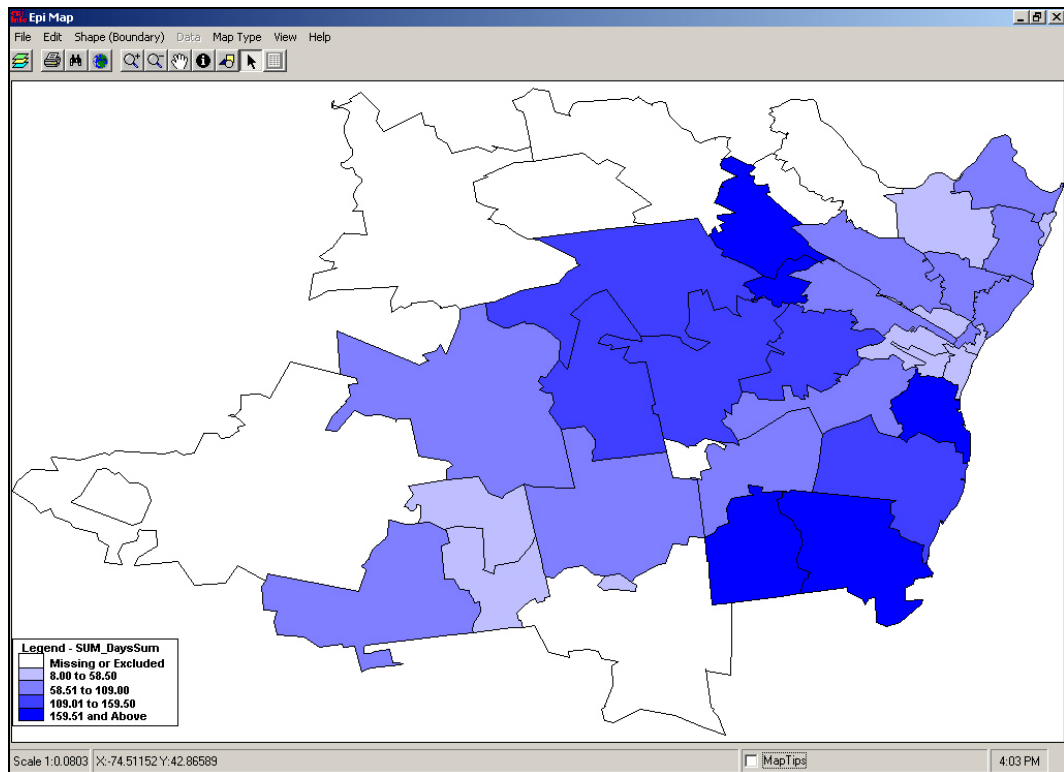 Epi Map
File Edit Shape (Boundary) Data Map Type View Help
Legend - SUM_DaysSum
Missing or Excluded
8.00 to 58.50
58.51 to 109.00
109.01 to 159.50
159.51 and Above
Scale 1:0.0803 X:-74.51152 Y:42.86589 MapTips 4:03 PM